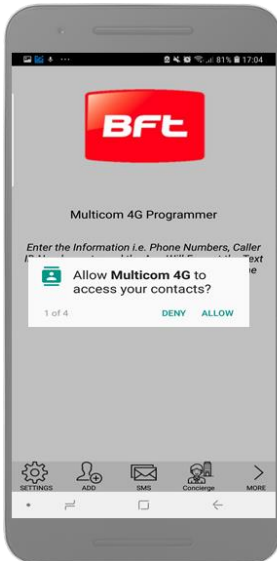 81% 17:04
BFT
Multicom 4G Programmer
Enter the Information i.e. Phone Numbers, Caller
Allow Multicom 4G to
access your contacts?
1 of 4 DENY ALLOW
SETTINGS ADD SMS Concierge MORE